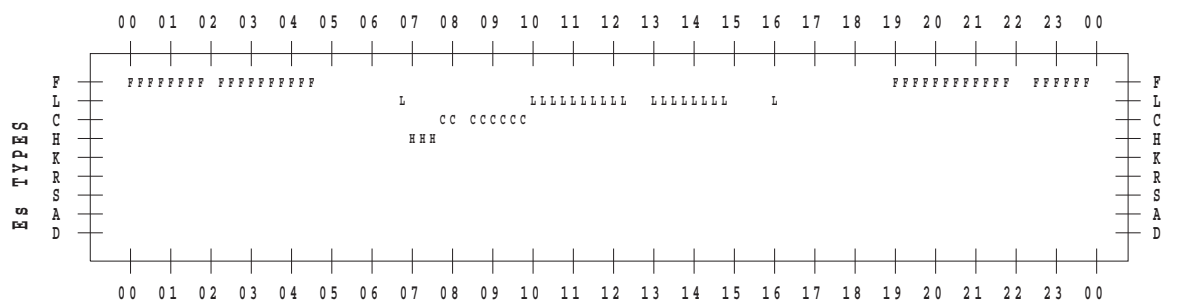 00 01 02 03 04 05 06 07 08 09 10 11 12 13 14 15 16 17 18 19 20 21 22 23 00
F FFFFFFFF FFFFFFFFFF FFFFFFFFFFFF FFFFFF F
L L LLLLLLLLLL LLLLLLLL L L
C CC CCCCCC C
H HHH H
K K
R R
S S
A A
D D
Es TYPES
00 01 02 03 04 05 06 07 08 09 10 11 12 13 14 15 16 17 18 19 20 21 22 23 00